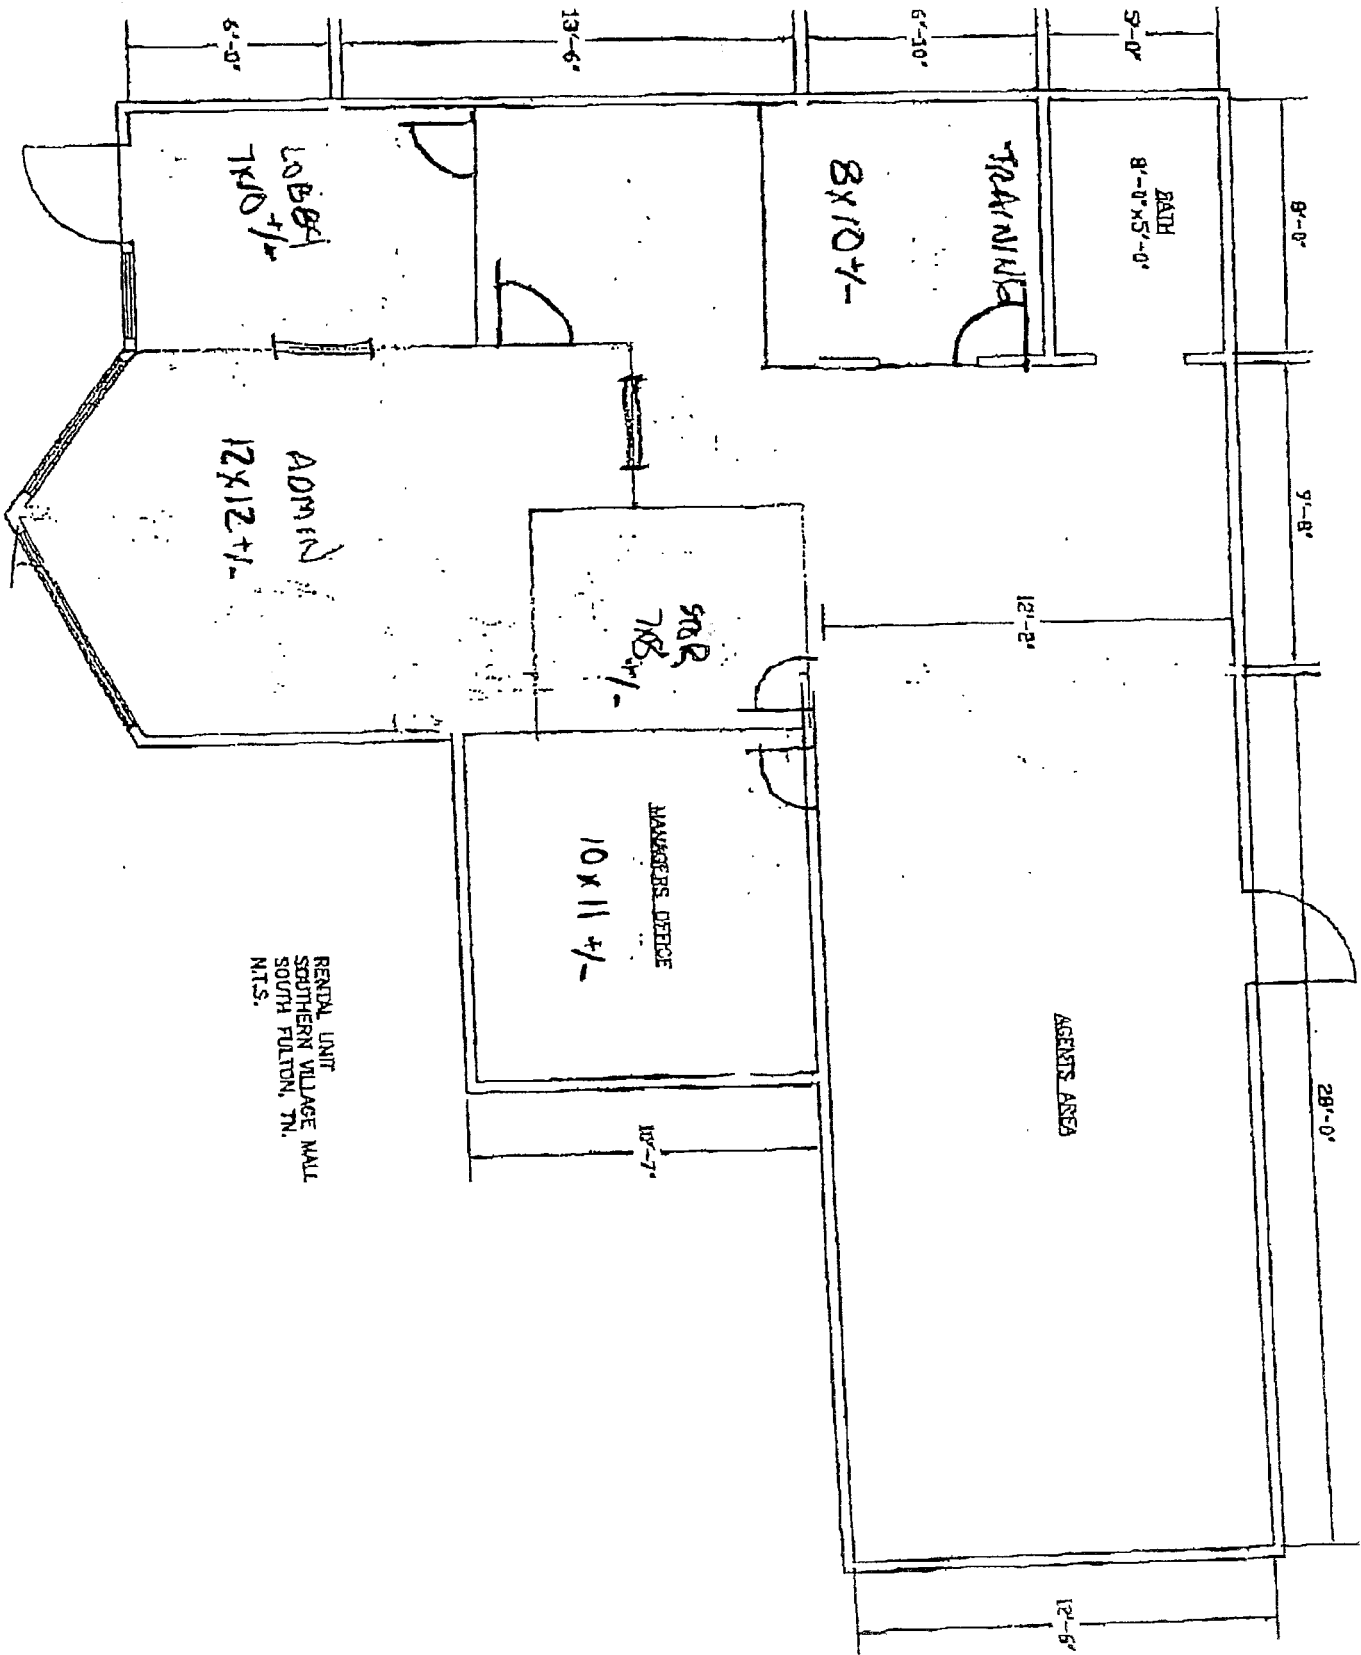 5'-0"
6'-10"
13'-6"
6'-0"
8'-0"
9'-8"
28'-0"
BATH
8'-0"x5'-0"
TRAINING
8X10 +/-
LOBBY
7X10 +/-
ADMIN
12X12 +/-
STOR,
7X8 +/-
12'-2"
MANAGERS OFFICE
10 X 11 +/-
AGENTS AREA
10'-7"
12'-6"
RENTAL UNIT
SOUTHERN VILLAGE MALL
SOUTH FULTON, TN.
N.T.S.